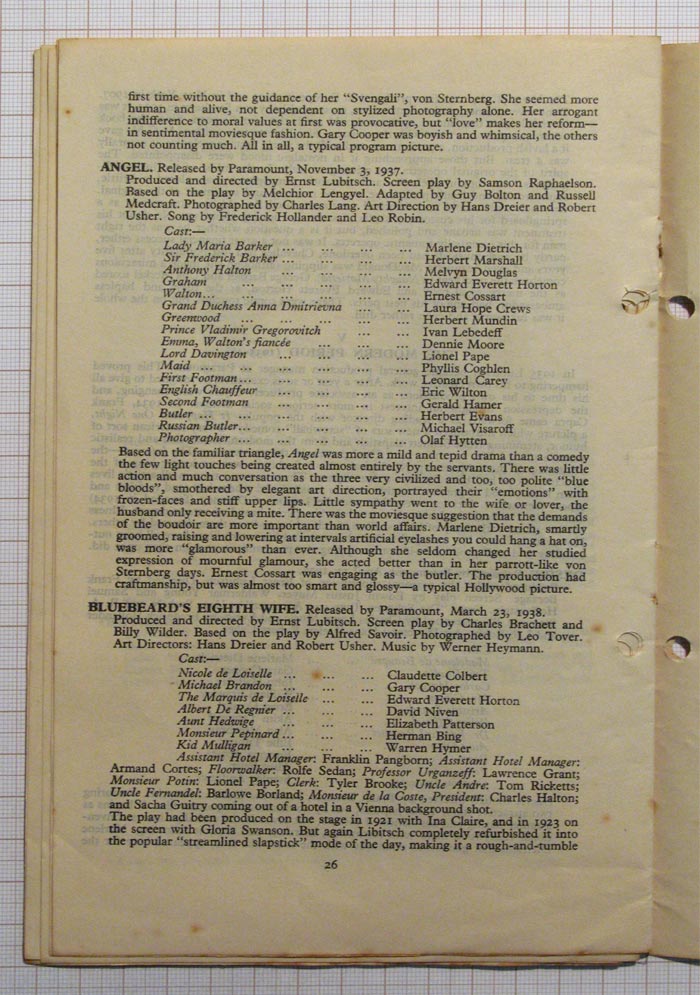 first time without the guidance of her "Svengali", von Sternberg. She seemed more
human and alive, not dependent on stylized photography alone. Her arrogant
indifference to moral values at first was provocative, but "love" makes her reform—
in sentimental moviesque fashion. Gary Cooper was boyish and whimsical, the others
not counting much. All in all, a typical program picture.
ANGEL. Released by Paramount, November 3, 1937.
Produced and directed by Ernst Lubitsch. Screen play by Samson Raphaelson.
Based on the play by Melchior Lengyel. Adapted by Guy Bolton and Russell
Medcraft. Photographed by Charles Lang. Art Direction by Hans Dreier and Robert
Usher. Song by Frederick Hollander and Leo Robin.
Cast:—
Lady Maria Barker ... ... ... ... Marlene Dietrich
Sir Frederick Barker ... ... ... ... Herbert Marshall
Anthony Halton ... ... ... ... Melvyn Douglas
Graham ... ... ... ... ... Edward Everett Horton
Walton... ... ... ... ... ... Ernest Cossart
Grand Duchess Anna Dmitrievna ... ... Laura Hope Crews
Greenwood ... ... ... ... ... Herbert Mundin
Prince Vladimir Gregorovitch ... ... Ivan Lebedeff
Emma, Walton's fiancée ... ... ... Dennie Moore
Lord Davington ... ... ... ... Lionel Pape
Maid ... ... ... ... ... ... Phyllis Coghlen
First Footman... ... ... ... ... Leonard Carey
English Chauffeur ... ... ... ... Eric Wilton
Second Footman ... ... ... ... Gerald Hamer
Butler ... ... ... ... ... ... Herbert Evans
Russian Butler... ... ... ... ... Michael Visaroff
Photographer ... ... ... ... ... Olaf Hytten
Based on the familiar triangle, Angel was more a mild and tepid drama than a comedy
the few light touches being created almost entirely by the servants. There was little
action and much conversation as the three very civilized and too, too polite "blue
bloods", smothered by elegant art direction, portrayed their "emotions" with
frozen-faces and stiff upper lips. Little sympathy went to the wife or lover, the
husband only receiving a mite. There was the moviesque suggestion that the demands
of the boudoir are more important than world affairs. Marlene Dietrich, smartly
groomed, raising and lowering at intervals artificial eyelashes you could hang a hat on,
was more "glamorous" than ever. Although she seldom changed her studied
expression of mournful glamour, she acted better than in her parrott-like von
Sternberg days. Ernest Cossart was engaging as the butler. The production had
craftmanship, but was almost too smart and glossy—a typical Hollywood picture.
BLUEBEARD'S EIGHTH WIFE. Released by Paramount, March 23, 1938.
Produced and directed by Ernst Lubitsch. Screen play by Charles Brachett and
Billy Wilder. Based on the play by Alfred Savoir. Photographed by Leo Tover.
Art Directors: Hans Dreier and Robert Usher. Music by Werner Heymann.
Cast:—
Nicole de Loiselle ... ... ... Claudette Colbert
Michael Brandon ... ... ... Gary Cooper
The Marquis de Loiselle ... ... Edward Everett Horton
Albert De Regnier ... ... ... David Niven
Aunt Hedwige ... ... ... Elizabeth Patterson
Monsieur Pepinard... ... ... Herman Bing
Kid Mulligan ... ... ... Warren Hymer
Assistant Hotel Manager: Franklin Pangborn; Assistant Hotel Manager:
Armand Cortes; Floorwalker: Rolfe Sedan; Professor Urganzeff: Lawrence Grant;
Monsieur Potin: Lionel Pape; Clerk: Tyler Brooke; Uncle Andre: Tom Ricketts;
Uncle Fernandel: Barlowe Borland; Monsieur de la Coste, President: Charles Halton;
and Sacha Guitry coming out of a hotel in a Vienna background shot.
The play had been produced on the stage in 1921 with Ina Claire, and in 1923 on
the screen with Gloria Swanson. But again Libitsch completely refurbished it into
the popular "streamlined slapstick" mode of the day, making it a rough-and-tumble
26